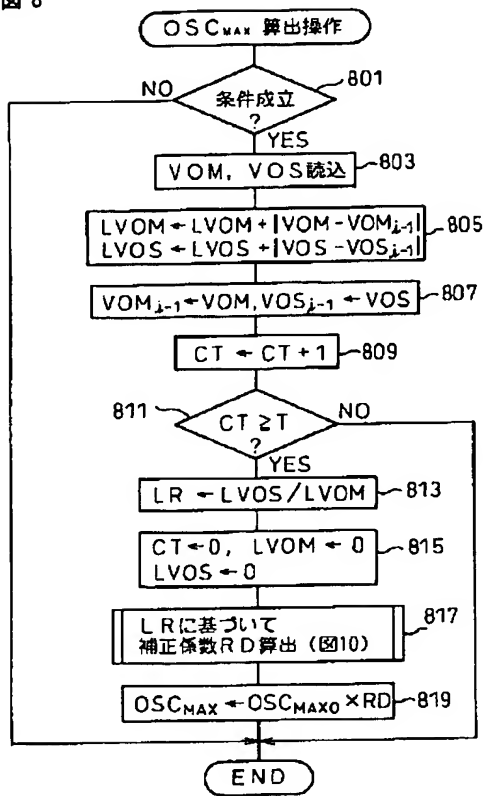 図8
OSCMAX 算出操作
801
NO
条件成立
?
YES
VOM, VOS読込
803
LVOM←LVOM+|VOM-VOMi-1|
LVOS←LVOS+|VOS-VOSi-1|
805
VOMi-1←VOM,VOSi-1←VOS
807
CT←CT+1
809
811
CT≧T
NO
?
YES
LR←LVOS/LVOM
813
CT←0, LVOM←0
LVOS←0
815
LRに基づいて
補正係数RD算出(図10)
817
OSCMAX←OSCMAX0×RD
819
END